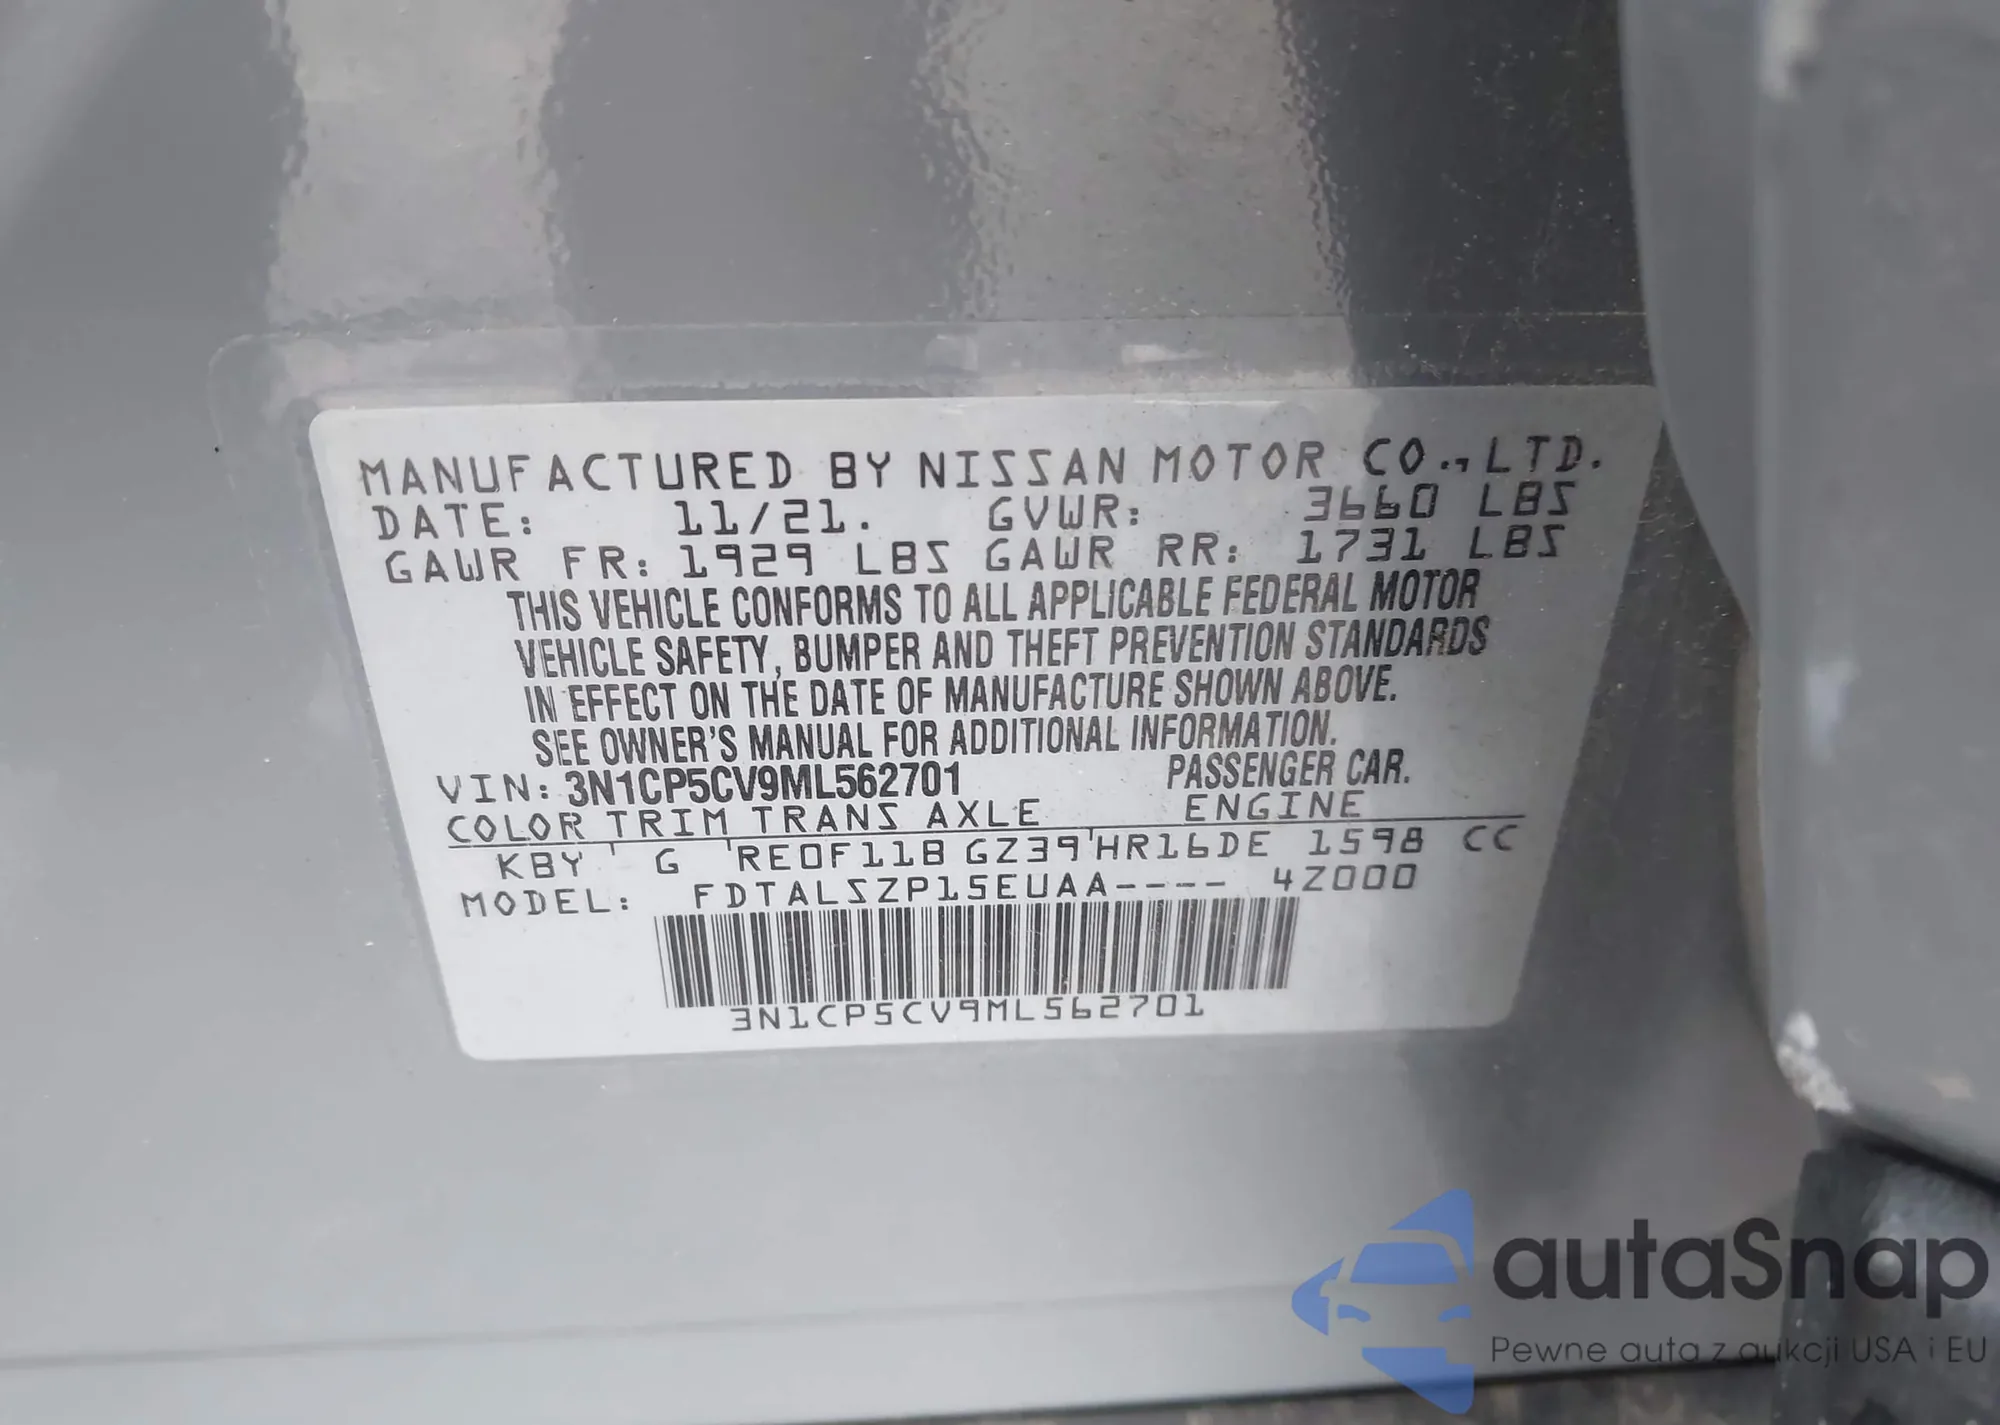 MANUFACTURED BY NISSAN MOTOR CO., LTD.
DATE: 11/21. GVWR: 3660 LBS
GAWR FR: 1929 LBS GAWR RR: 1731 LBS
THIS VEHICLE CONFORMS TO ALL APPLICABLE FEDERAL MOTOR
VEHICLE SAFETY, BUMPER AND THEFT PREVENTION STANDARDS
IN EFFECT ON THE DATE OF MANUFACTURE SHOWN ABOVE.
SEE OWNER'S MANUAL FOR ADDITIONAL INFORMATION.
VIN: 3N1CP5CV9ML562701 PASSENGER CAR.
COLOR TRIM TRANS AXLE ENGINE
KBY G RE0F11B GZ39 HR16DE 1598 CC
MODEL: FDTALSZP15EUAA---- 4Z000
3N1CP5CV9ML562701
autaSnap
Pewne auta z aukcji USA i EU